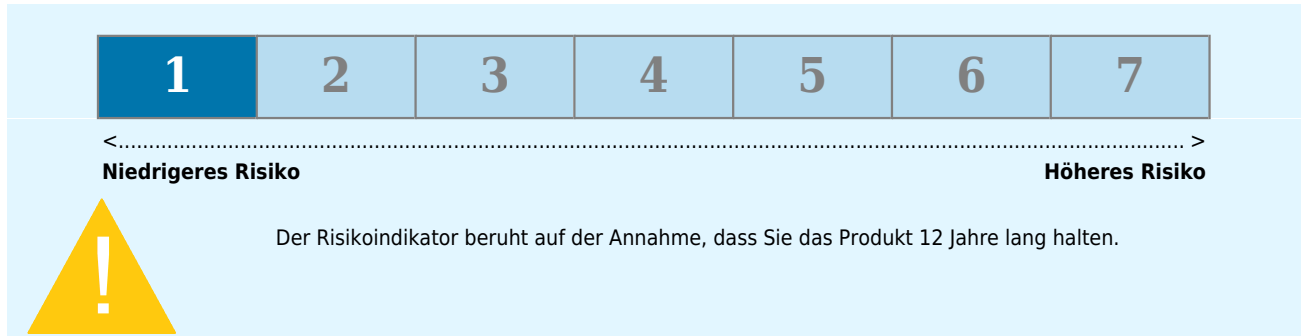 1 2 3 4 5 6 7
<.................................................................................................................................................................................. >
Niedrigeres Risiko Höheres Risiko
!
Der Risikoindikator beruht auf der Annahme, dass Sie das Produkt 12 Jahre lang halten.